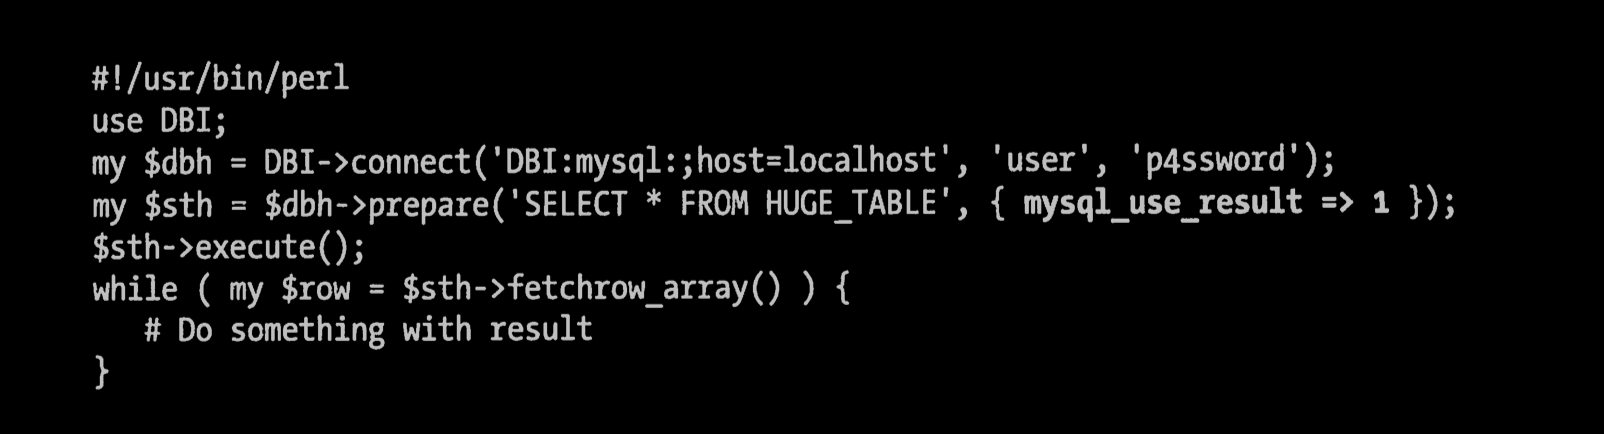 #!/usr/bin/perl
use DBI;
my $dbh = DBI->connect('DBI:mysql:;host=localhost', 'user', 'p4ssword');
my $sth = $dbh->prepare('SELECT * FROM HUGE_TABLE', { mysql_use_result => 1 });
$sth->execute();
while ( my $row = $sth->fetchrow_array() ) {
   # Do something with result
}